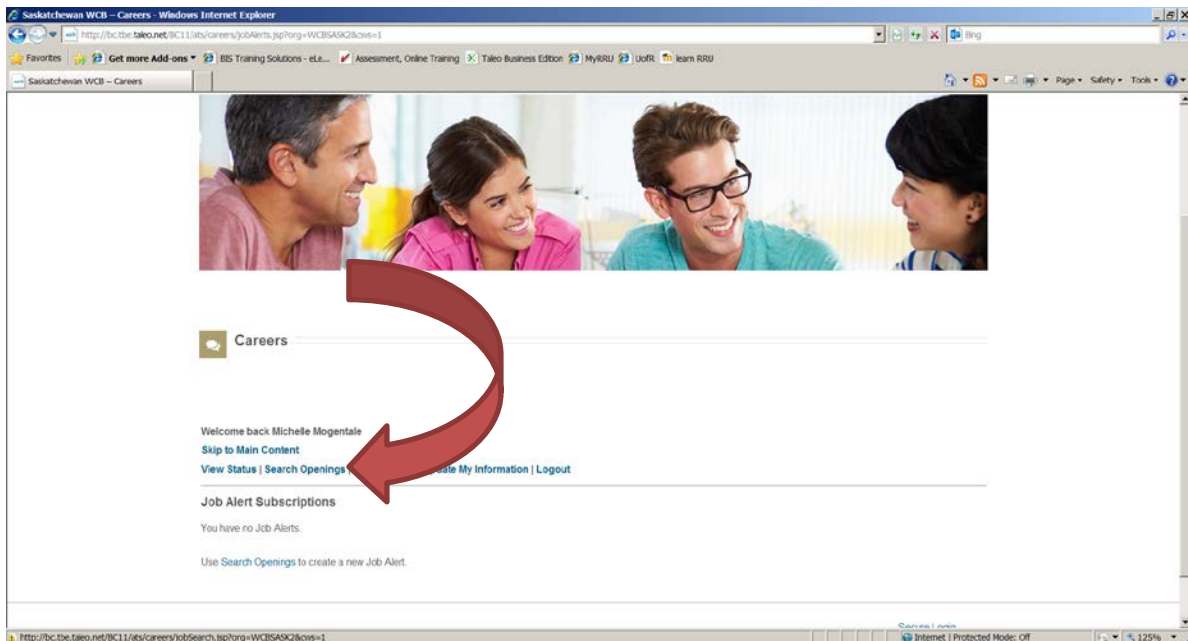 Saskatchewan WCB – Careers - Windows Internet Explorer
http://bc.tbe.taleo.net/BC11/ats/careers/jobAlerts.jsp?org=WCBSASK2&cws=1
Bing
Favorites Get more Add-ons BIS Training Solutions - eLe... Assessment, Online Training Taleo Business Edition MyRRU UofR learn RRU
Saskatchewan WCB – Careers
Page Safety Tools
Careers
Welcome back Michelle Mogentale
Skip to Main Content
View Status | Search Openings | My Information | Logout
Job Alert Subscriptions
You have no Job Alerts.
Use Search Openings to create a new Job Alert.
Secure Login
http://bc.tbe.taleo.net/BC11/ats/careers/jobSearch.jsp?org=WCBSASK2&cws=1
Internet | Protected Mode: Off
125%